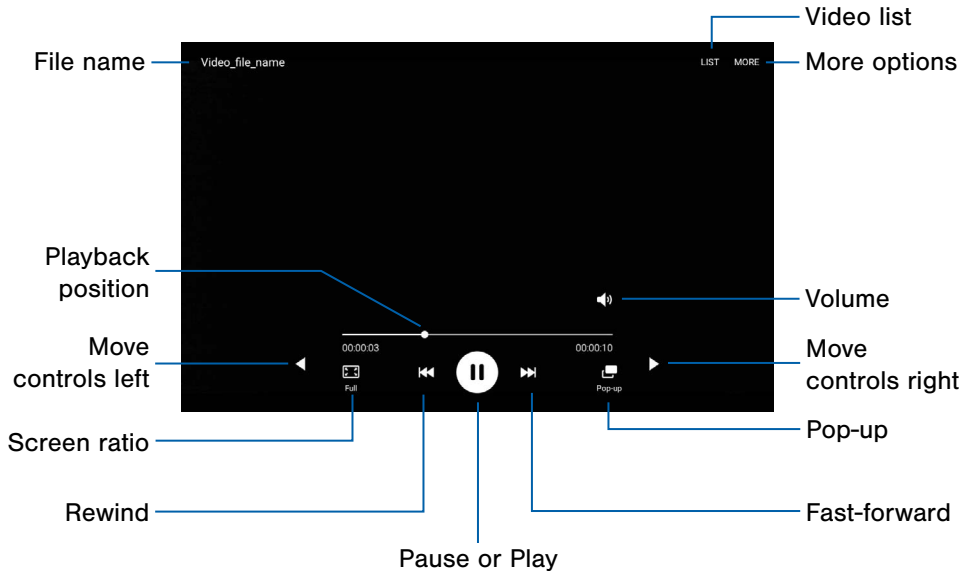 Video list
File name
Video_file_name
LIST MORE
More options
Playback
position
Volume
00:00:03
00:00:10
Move
controls left
Move
controls right
Full
Pop-up
Screen ratio
Pop-up
Rewind
Fast-forward
Pause or Play